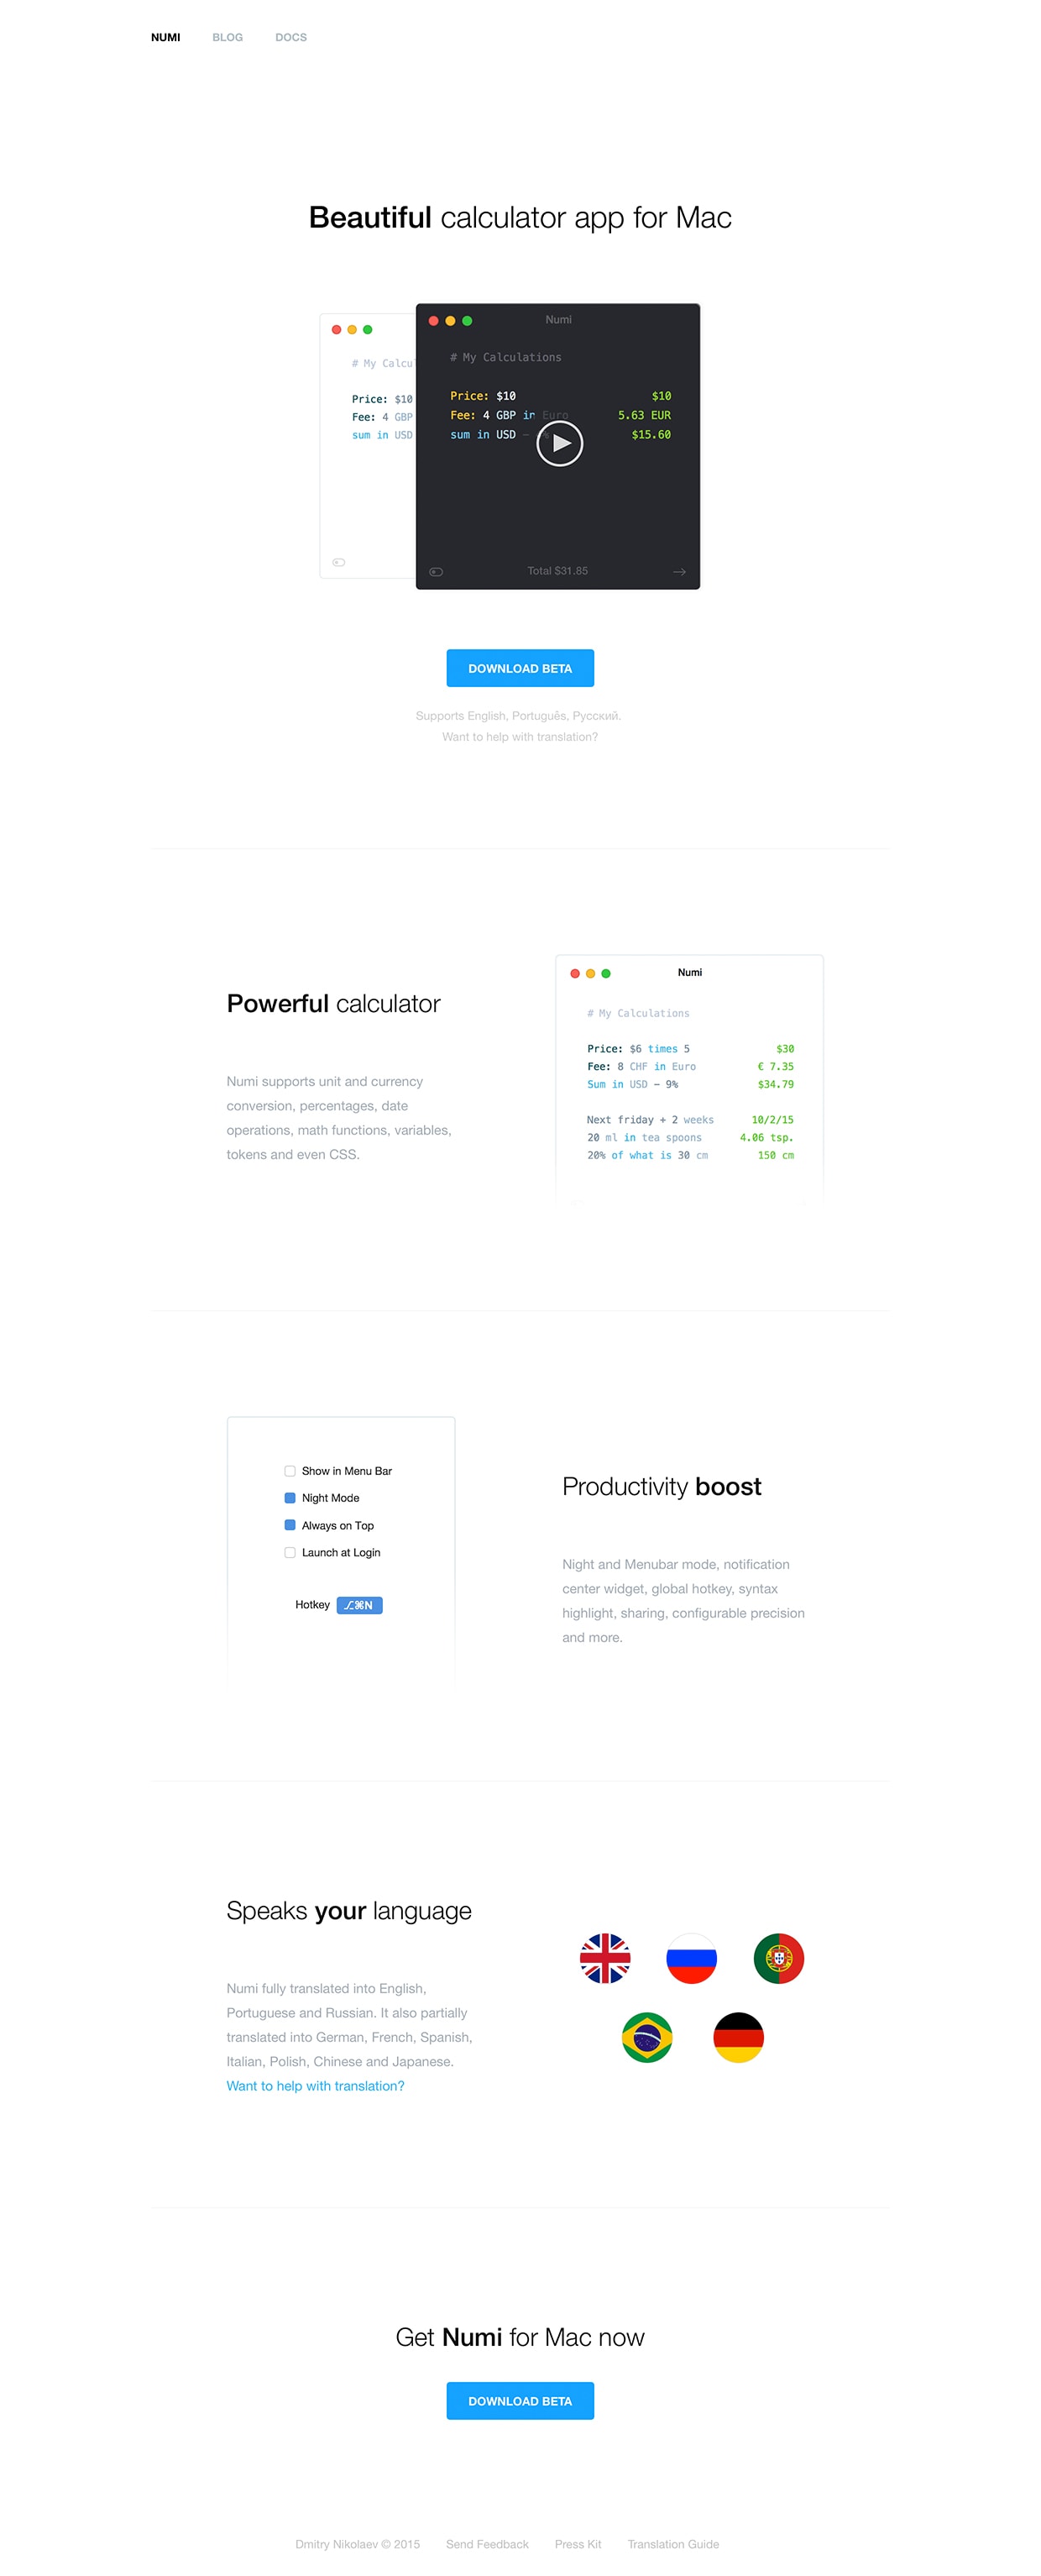 NUMI BLOG DOCS
Beautiful calculator app for Mac
# My Calcul
Price: $10
Fee: 4 GBP
sum in USD
Numi
# My Calculations
Price: $10 $10
Fee: 4 GBP in Euro 5.63 EUR
sum in USD – $15.60
Total $31.85
DOWNLOAD BETA
Supports English, Português, Русский.
Want to help with translation?
Powerful calculator
Numi supports unit and currency
conversion, percentages, date
operations, math functions, variables,
tokens and even CSS.
Numi
# My Calculations
Price: $6 times 5 $30
Fee: 8 CHF in Euro € 7.35
Sum in USD – 9% $34.79
Next friday + 2 weeks 10/2/15
20 ml in tea spoons 4.06 tsp.
20% of what is 30 cm 150 cm
Show in Menu Bar
Night Mode
Always on Top
Launch at Login
Hotkey ⌥⌘N
Productivity boost
Night and Menubar mode, notification
center widget, global hotkey, syntax
highlight, sharing, configurable precision
and more.
Speaks your language
Numi fully translated into English,
Portuguese and Russian. It also partially
translated into German, French, Spanish,
Italian, Polish, Chinese and Japanese.
Want to help with translation?
Get Numi for Mac now
DOWNLOAD BETA
Dmitry Nikolaev © 2015 Send Feedback Press Kit Translation Guide